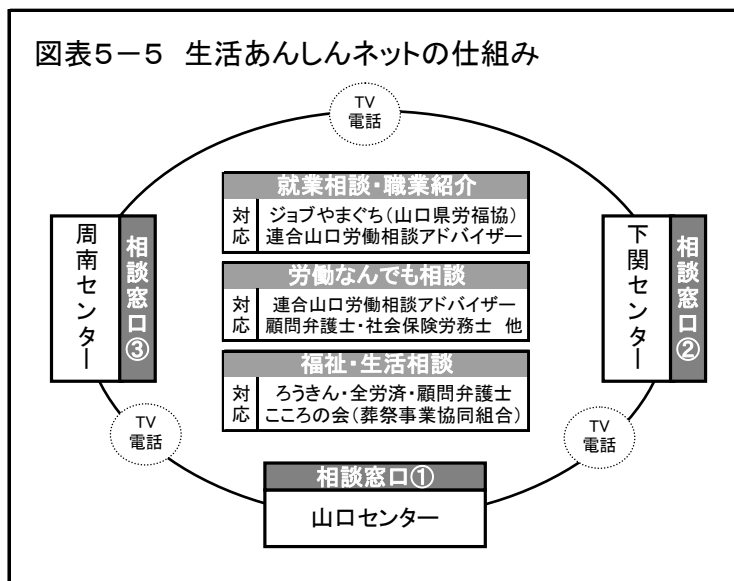 図表5－5 生活あんしんネットの仕組み
TV
電話
就業相談・職業紹介
対応
ジョブやまぐち（山口県労福協）
連合山口労働相談アドバイザー
周南センター
相談窓口③
下関センター
相談窓口②
労働なんでも相談
対応
連合山口労働相談アドバイザー
顧問弁護士・社会保険労務士 他
福祉・生活相談
対応
ろうきん・全労済・顧問弁護士
こころの会（葬祭事業協同組合）
TV
電話
TV
電話
相談窓口①
山口センター